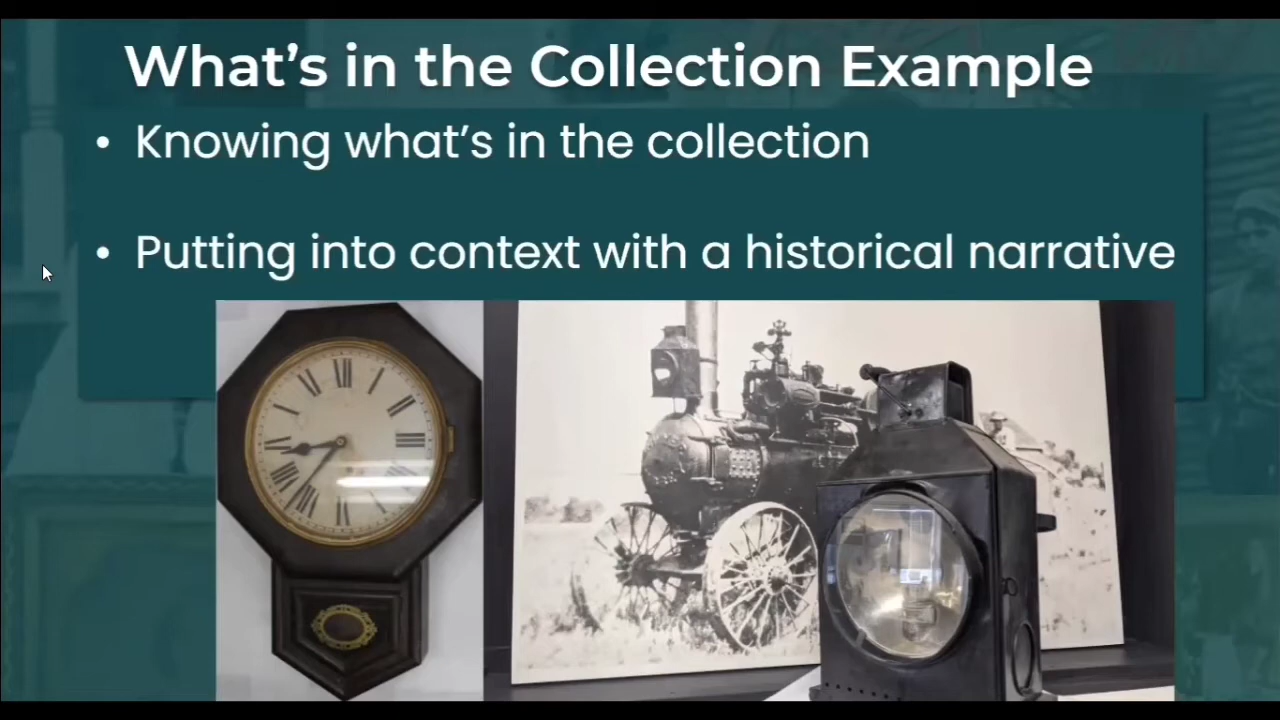 What's in the Collection Example
• Knowing what's in the collection
• Putting into context with a historical narrative